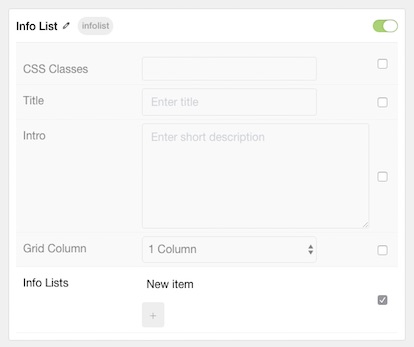 Info List infolist
CSS Classes
Title Enter title
Intro Enter short description
Grid Column 1 Column
Info Lists New item
+